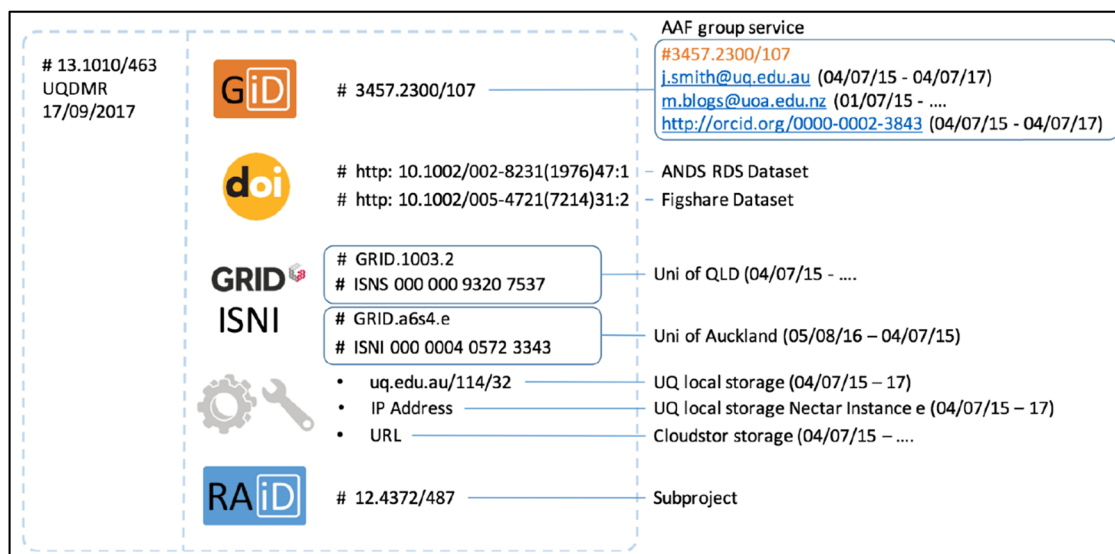 # 13.1010/463
UQDMR
17/09/2017
GiD
# 3457.2300/107
AAF group service
#3457.2300/107
j.smith@uq.edu.au (04/07/15 - 04/07/17)
m.blogs@uoa.edu.nz (01/07/15 - ....
http://orcid.org/0000-0002-3843 (04/07/15 - 04/07/17)
doi
# http: 10.1002/002-8231(1976)47:1 - ANDS RDS Dataset
# http: 10.1002/005-4721(7214)31:2 - Figshare Dataset
GRID
ISNI
# GRID.1003.2
# ISNS 000 000 9320 7537
Uni of QLD (04/07/15 - ....
# GRID.a6s4.e
# ISNI 000 0004 0572 3343
Uni of Auckland (05/08/16 – 04/07/15)
• uq.edu.au/114/32 UQ local storage (04/07/15 – 17)
• IP Address UQ local storage Nectar Instance e (04/07/15 – 17)
• URL Cloudstor storage (04/07/15 – ....
RAiD
# 12.4372/487 Subproject